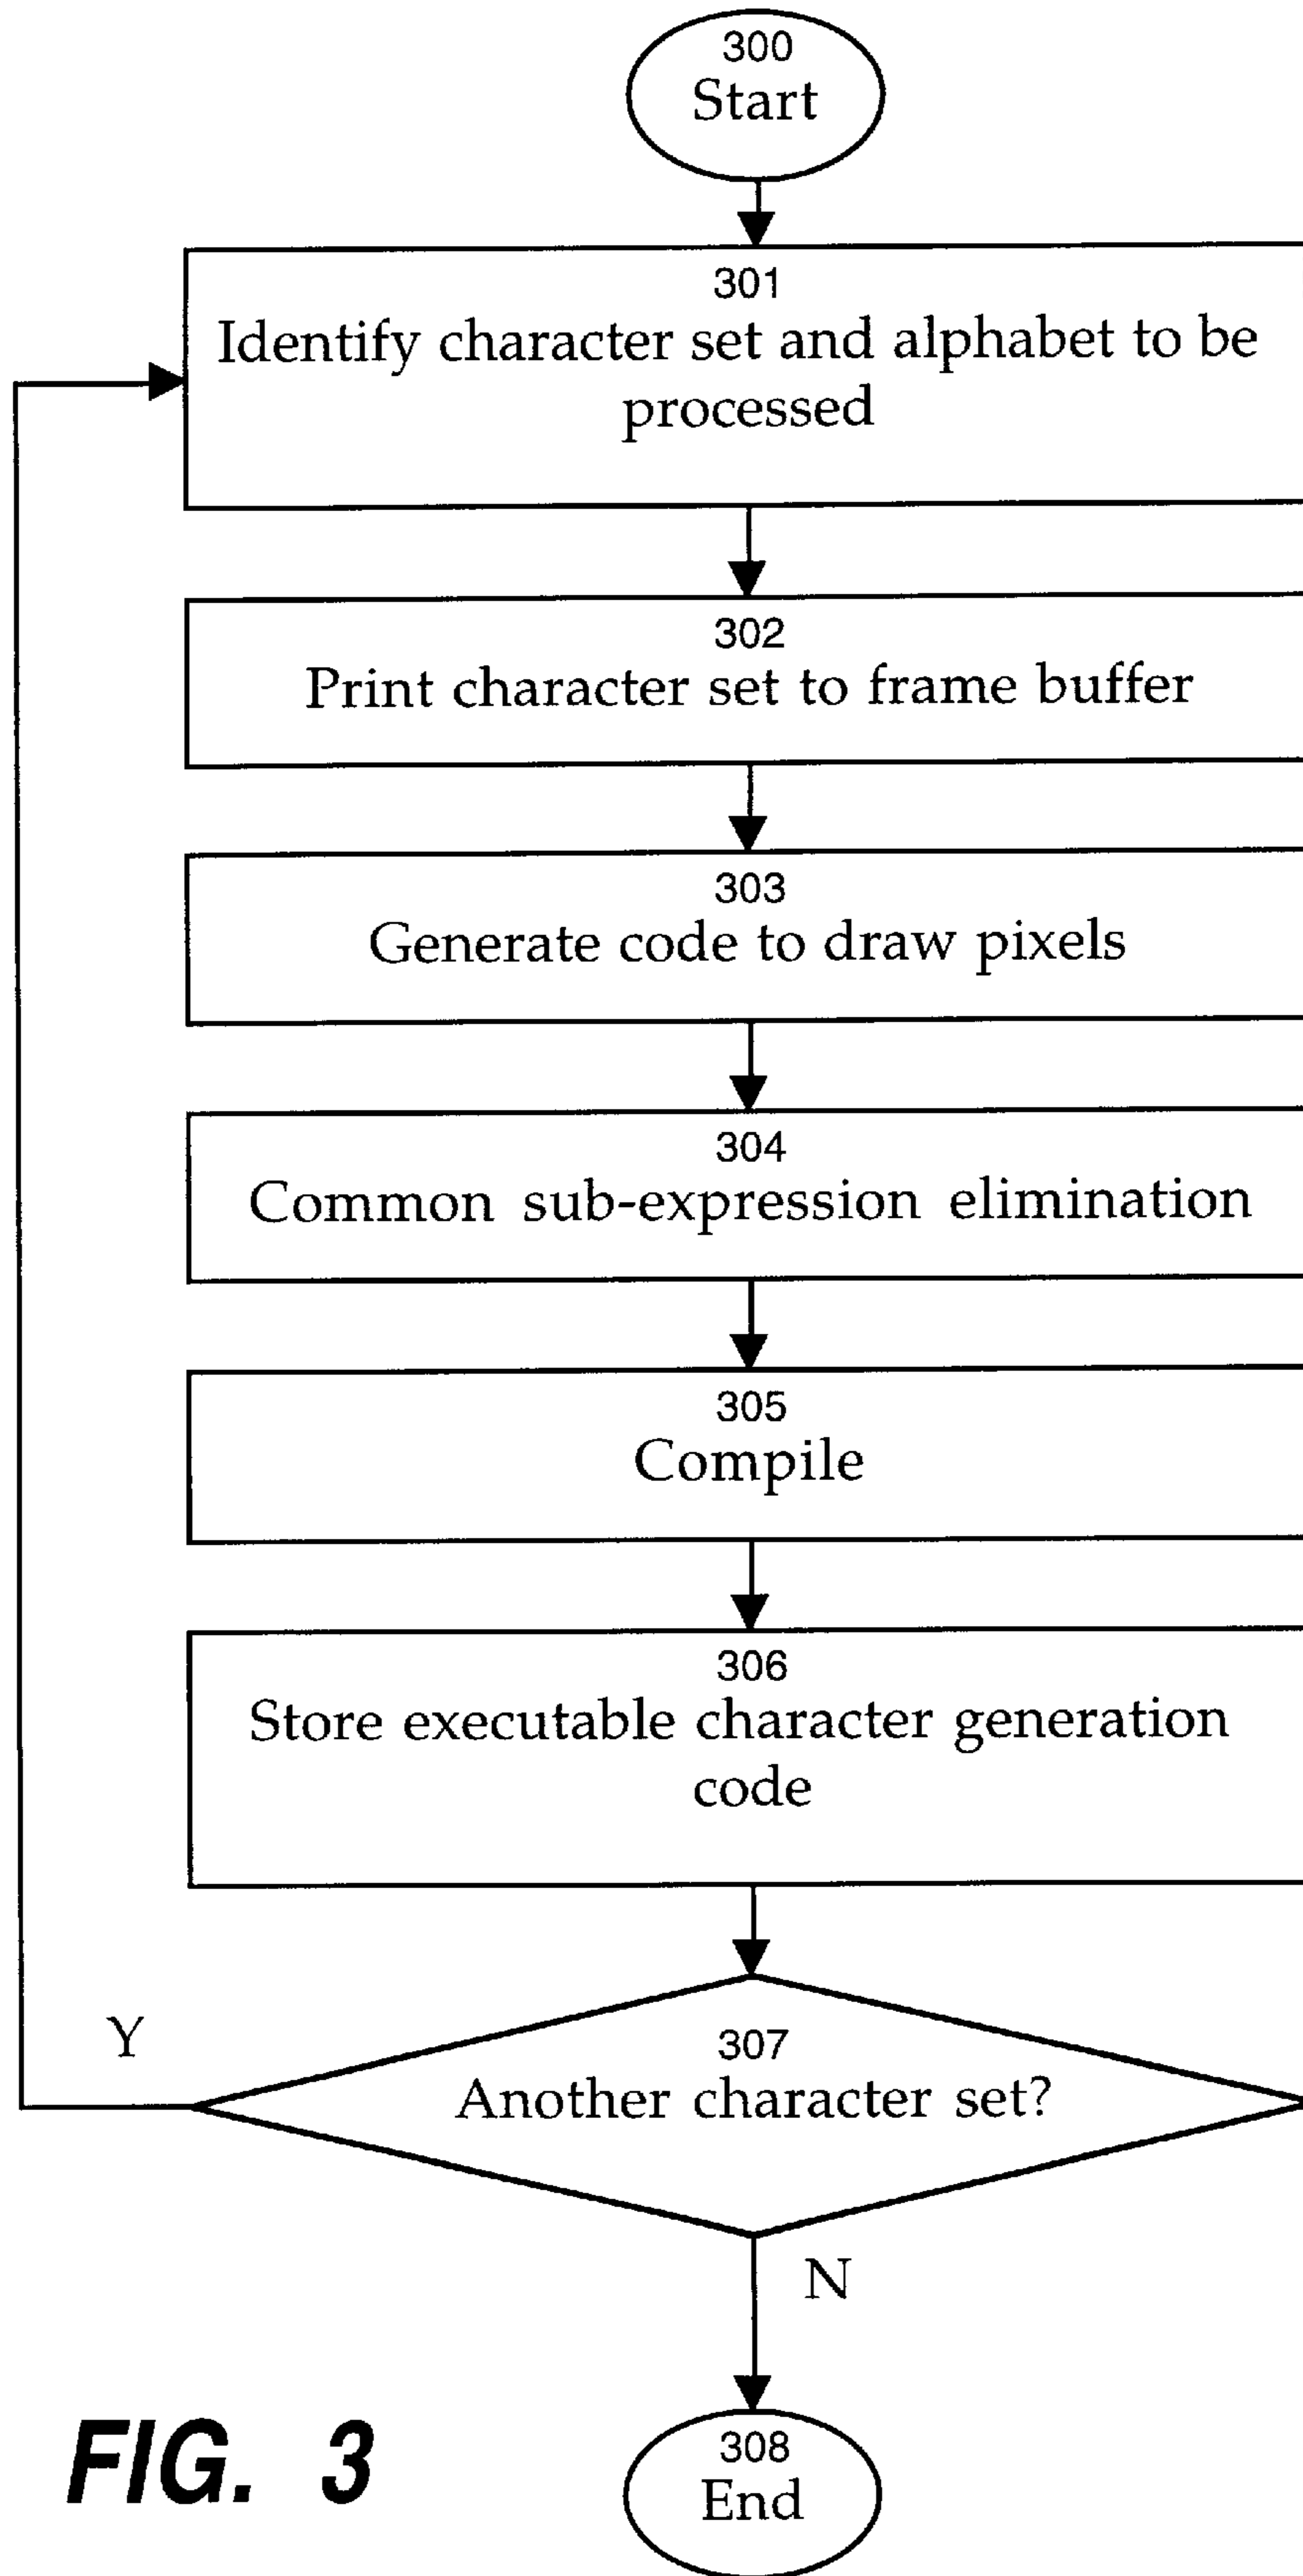 300
Start
301
Identify character set and alphabet to be
processed
302
Print character set to frame buffer
303
Generate code to draw pixels
304
Common sub-expression elimination
305
Compile
306
Store executable character generation
code
307
Another character set?
Y
N
308
End
FIG. 3